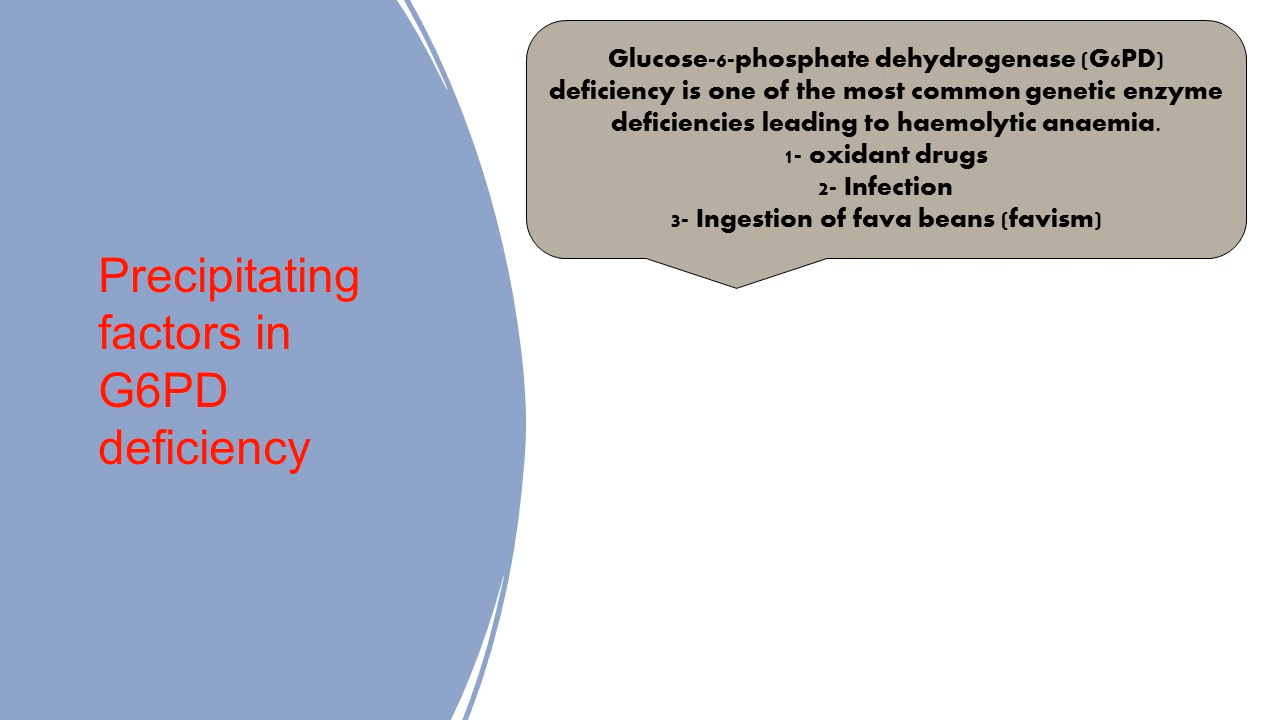 Precipitating
factors in
G6PD
deficiency
Glucose-6-phosphate dehydrogenase (G6PD)
deficiency is one of the most common genetic enzyme
deficiencies leading to haemolytic anaemia.
1- oxidant drugs
2- Infection
3- Ingestion of fava beans (favism)